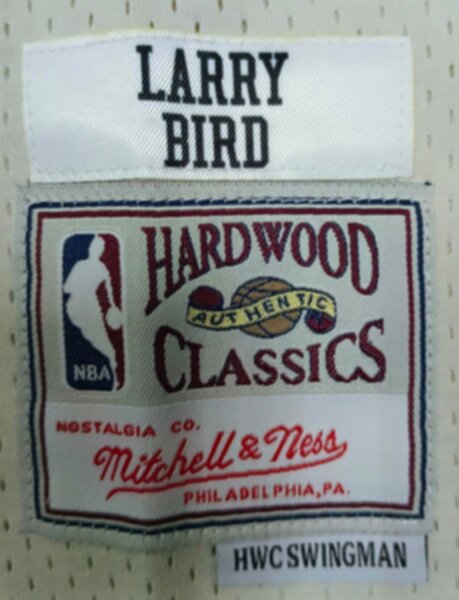 LARRY
BIRD
HARDWOOD
AUTHENTIC
CLASSICS
NBA
NOSTALGIA CO.
Mitchell & Ness
PHILADELPHIA, PA.
HWC SWINGMAN